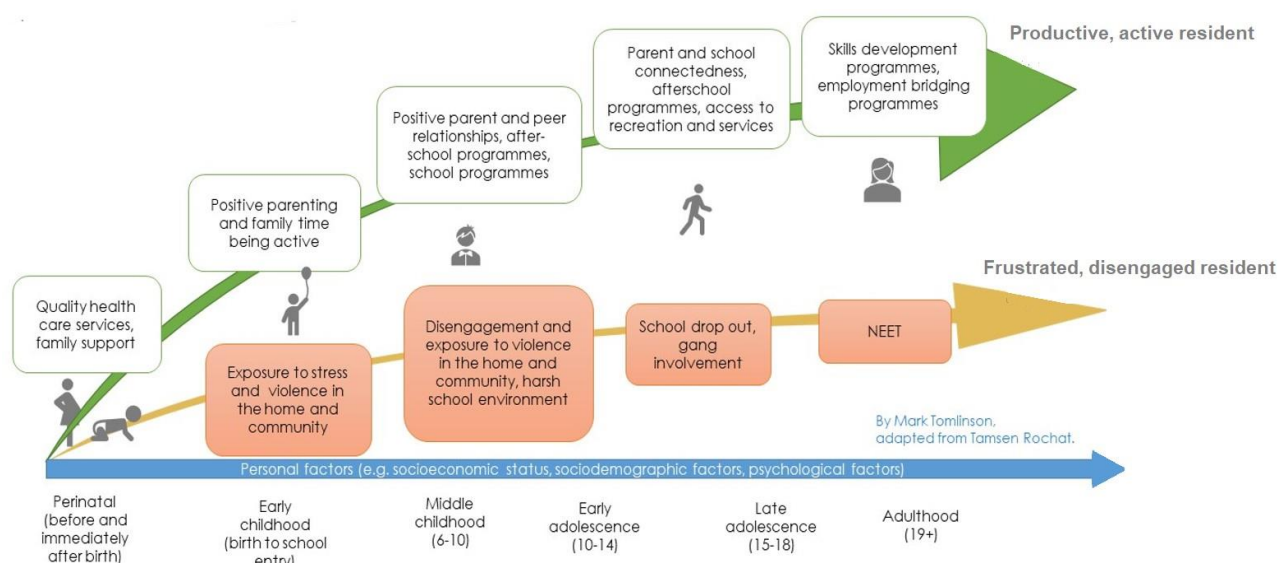 Productive, active resident
Skills development
programmes,
employment bridging
programmes
Parent and school
connectedness,
afterschool
programmes, access to
recreation and services
Positive parent and peer
relationships, after-
school programmes,
school programmes
Positive parenting
and family time
being active
Quality health
care services,
family support
Frustrated, disengaged resident
Exposure to stress
and violence in
the home and
community
Disengagement and
exposure to violence
in the home and
community, harsh
school environment
School drop out,
gang
involvement
NEET
By Mark Tomlinson,
adapted from Tamsen Rochat.
Personal factors (e.g. socioeconomic status, sociodemographic factors, psychological factors)
Perinatal
(before and
immediately
after birth)
Early
childhood
(birth to school
entry)
Middle
childhood
(6-10)
Early
adolescence
(10-14)
Late
adolescence
(15-18)
Adulthood
(19+)